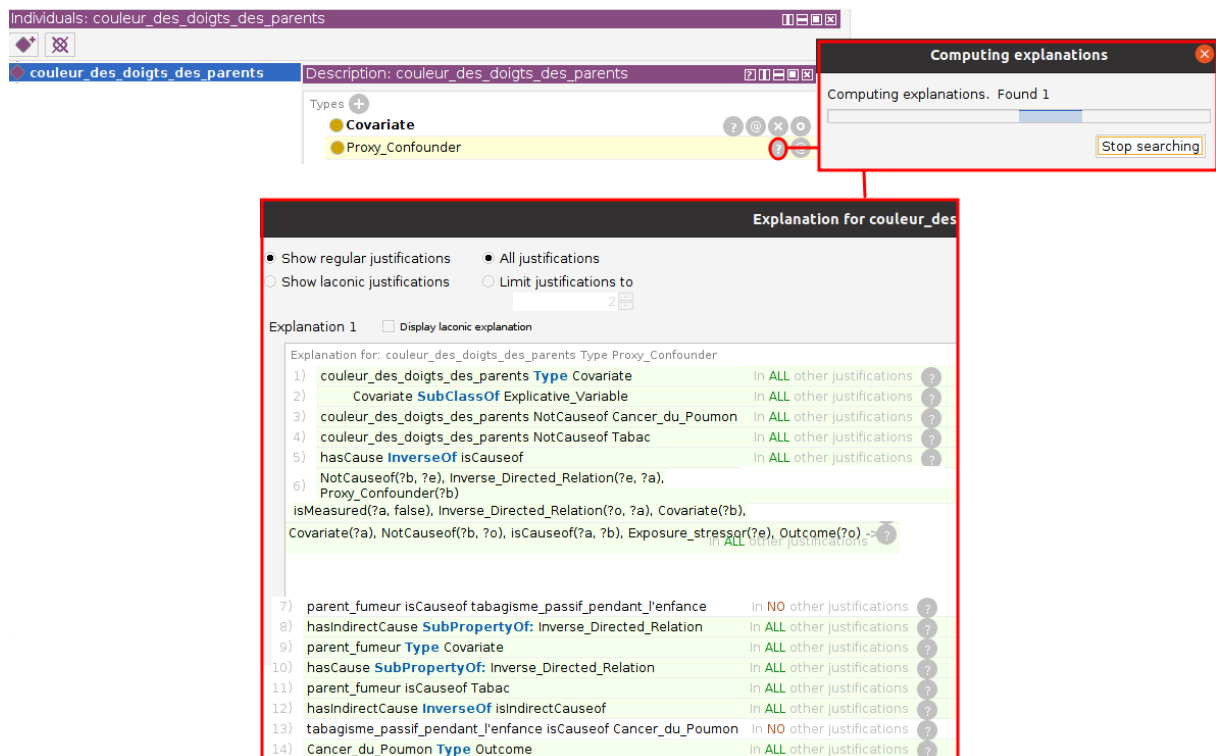 Individuals: couleur_des_doigts_des_parents
couleur_des_doigts_des_parents
Description: couleur_des_doigts_des_parents
Types
Covariate
Proxy_Confounder
Computing explanations
Computing explanations. Found 1
Stop searching
Explanation for couleur_des
Show regular justifications
All justifications
Show laconic justifications
Limit justifications to
2
Explanation 1
Display laconic explanation
Explanation for: couleur_des_doigts_des_parents Type Proxy_Confounder
1) couleur_des_doigts_des_parents Type Covariate In ALL other justifications
2) Covariate SubClassOf Explicative_Variable In ALL other justifications
3) couleur_des_doigts_des_parents NotCauseof Cancer_du_Poumon In ALL other justifications
4) couleur_des_doigts_des_parents NotCauseof Tabac In ALL other justifications
5) hasCause InverseOf isCauseof In ALL other justifications
6) NotCauseof(?b, ?e), Inverse_Directed_Relation(?e, ?a),
Proxy_Confounder(?b)
isMeasured(?a, false), Inverse_Directed_Relation(?o, ?a), Covariate(?b),
Covariate(?a), NotCauseof(?b, ?o), isCauseof(?a, ?b), Exposure_stressor(?e), Outcome(?o) ->
In ALL other justifications
7) parent_fumeur isCauseof tabagisme_passif_pendant_l'enfance In NO other justifications
8) hasIndirectCause SubPropertyOf: Inverse_Directed_Relation In ALL other justifications
9) parent_fumeur Type Covariate In ALL other justifications
10) hasCause SubPropertyOf: Inverse_Directed_Relation In ALL other justifications
11) parent_fumeur isCauseof Tabac In ALL other justifications
12) hasIndirectCause InverseOf isIndirectCauseof In ALL other justifications
13) tabagisme_passif_pendant_l'enfance isCauseof Cancer_du_Poumon In NO other justifications
14) Cancer_du_Poumon Type Outcome In ALL other justifications